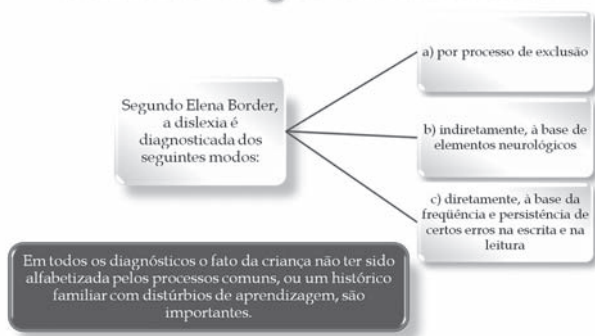 Segundo Elena Border,
a dislexia é
diagnosticada dos
seguintes modos:
a) por processo de exclusão
b) indiretamente, à base de
elementos neurológicos
c) diretamente, à base da
freqüência e persistência de
certos erros na escrita e na
leitura
Em todos os diagnósticos o fato da criança não ter sido
alfabetizada pelos processos comuns, ou um histórico
familiar com distúrbios de aprendizagem, são
importantes.